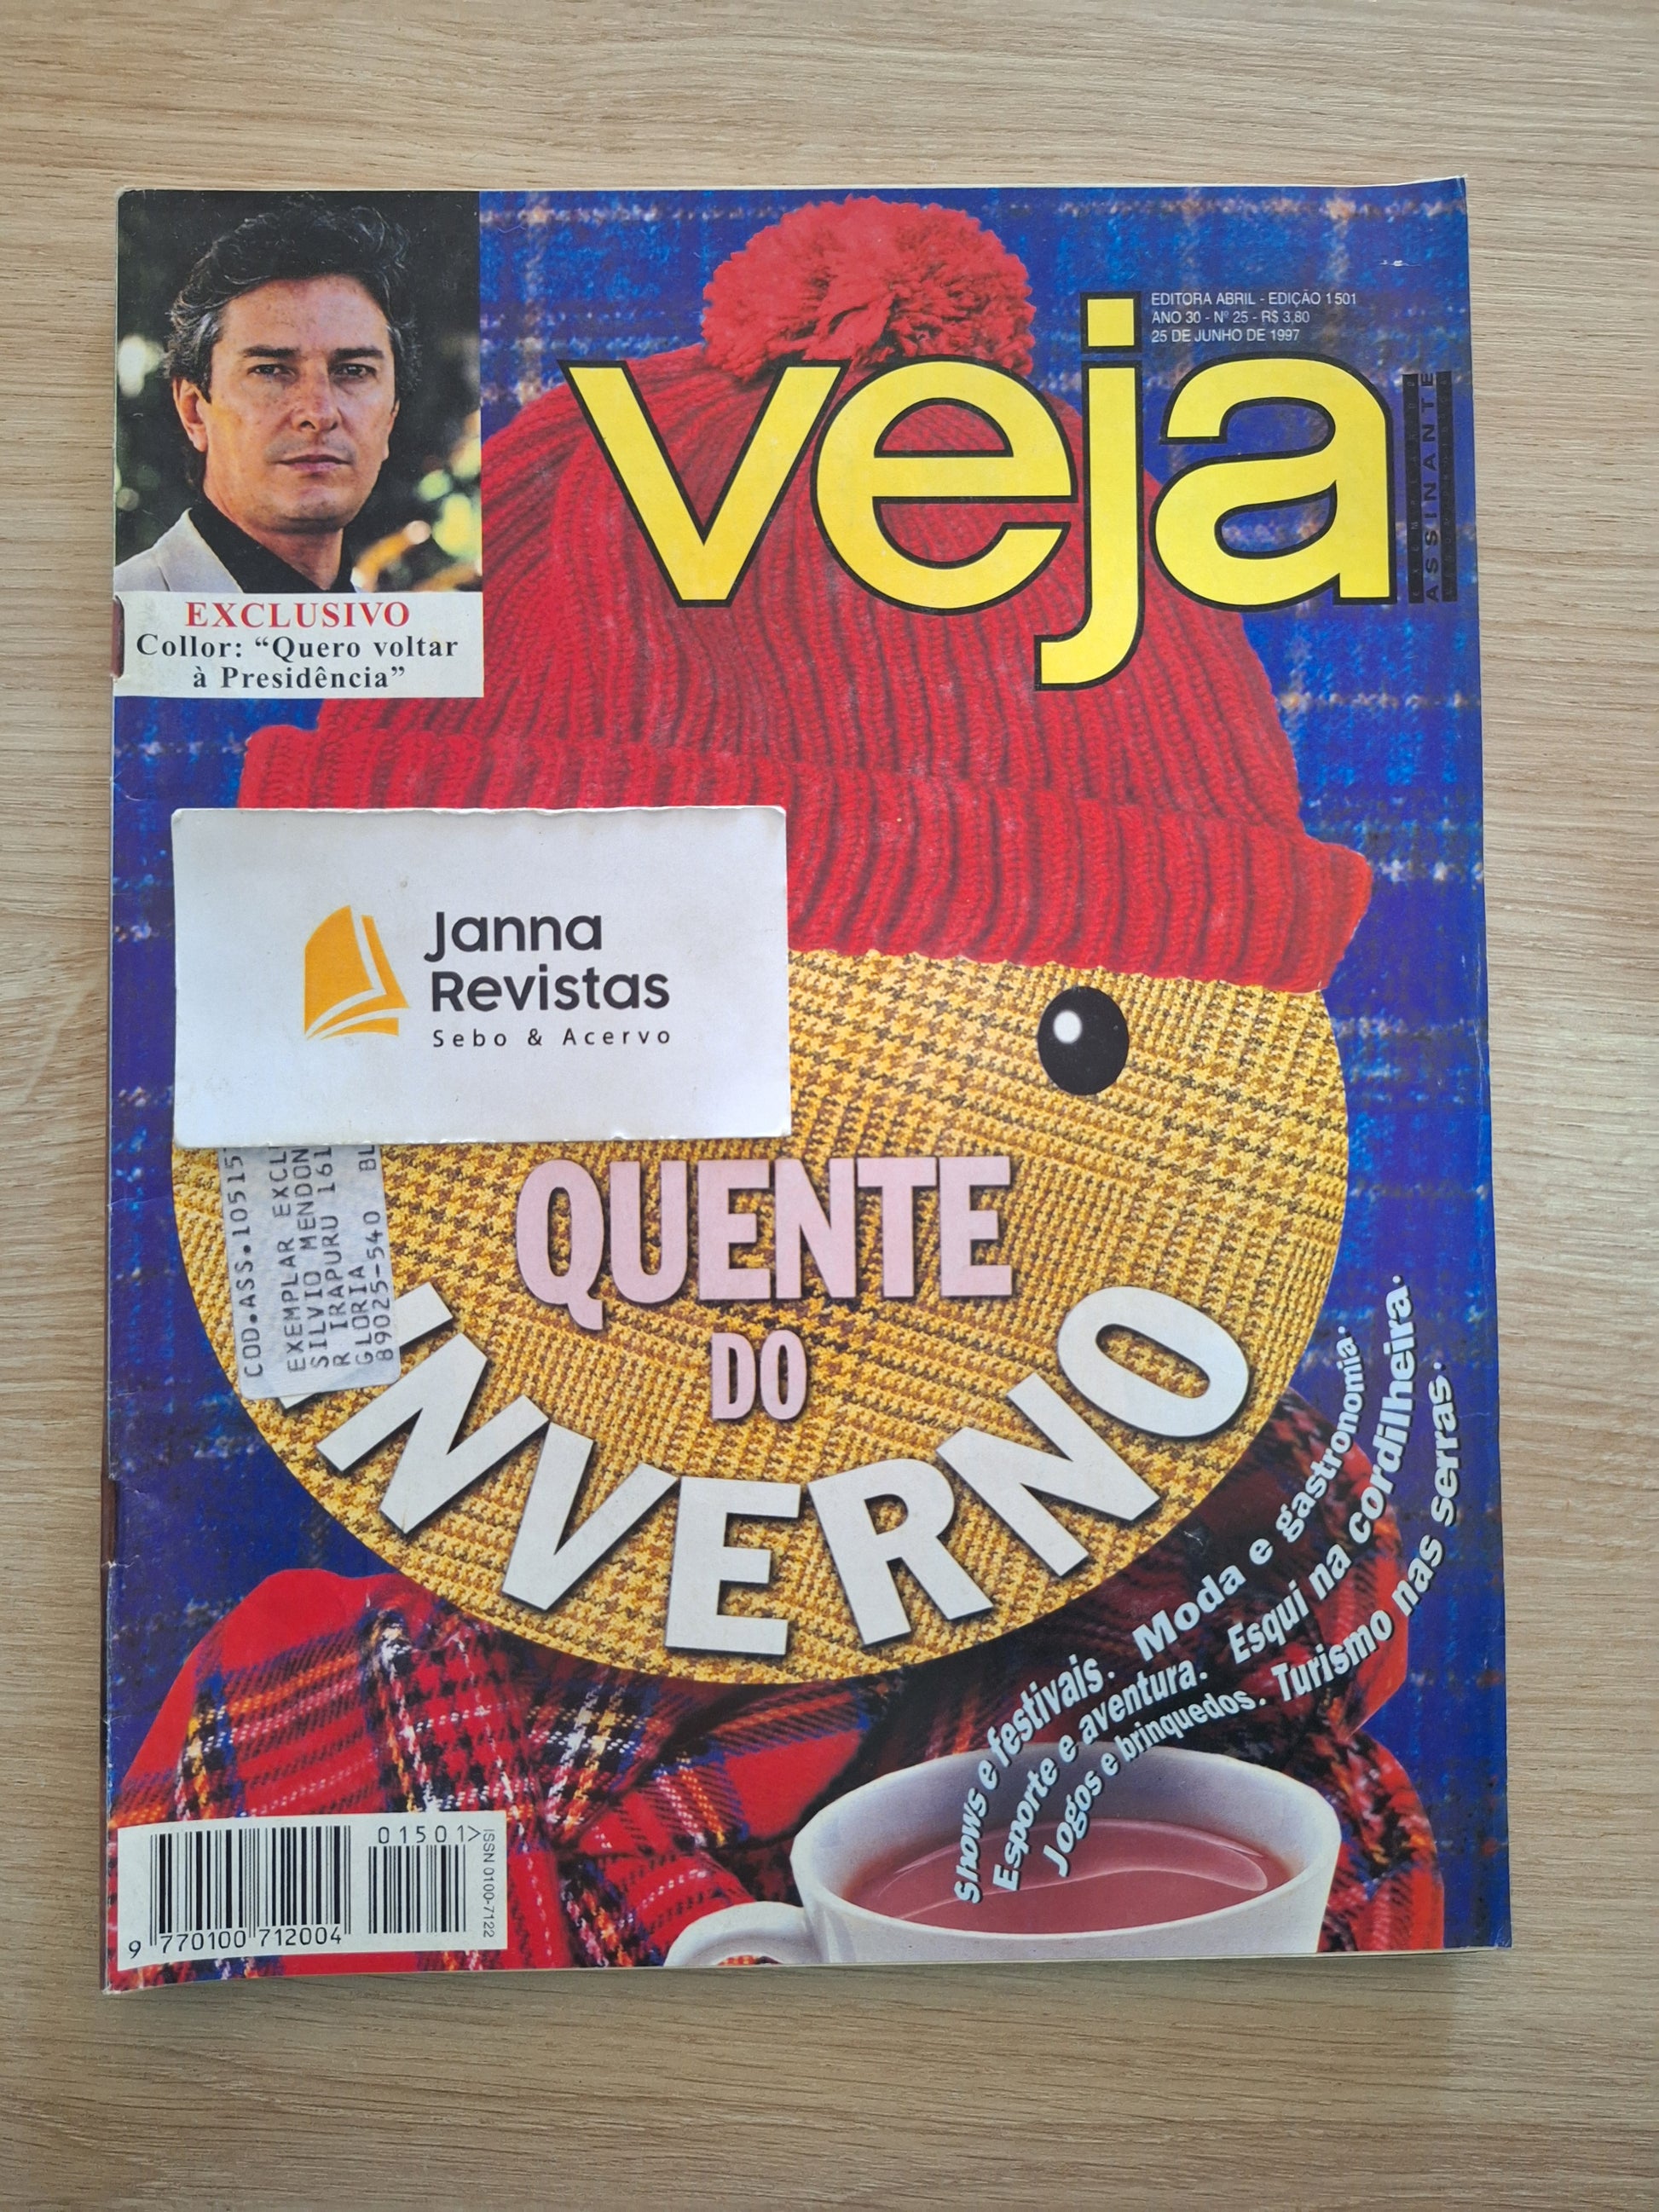 EDITORA ABRIL - EDIÇÃO 1 501
ANO 30 - Nº 25 - R$ 3,80
25 DE JUNHO DE 1997
veja
ASSINANTE
EXCLUSIVO
Collor: “Quero voltar
à Presidência”
Janna
Revistas
Sebo & Acervo
COD.ASS.10515
EXEMPLAR EXCL
SILVIO MENDON
R IRAPURU 161
GLORIA BL
89025-540
QUENTE
DO
INVERNO
Shows e festivais. Moda e gastronomia.
Esporte e aventura. Esqui na cordilheira.
Jogos e brinquedos. Turismo nas serras.
01501>
ISSN 0100-7122
9 770100 712004